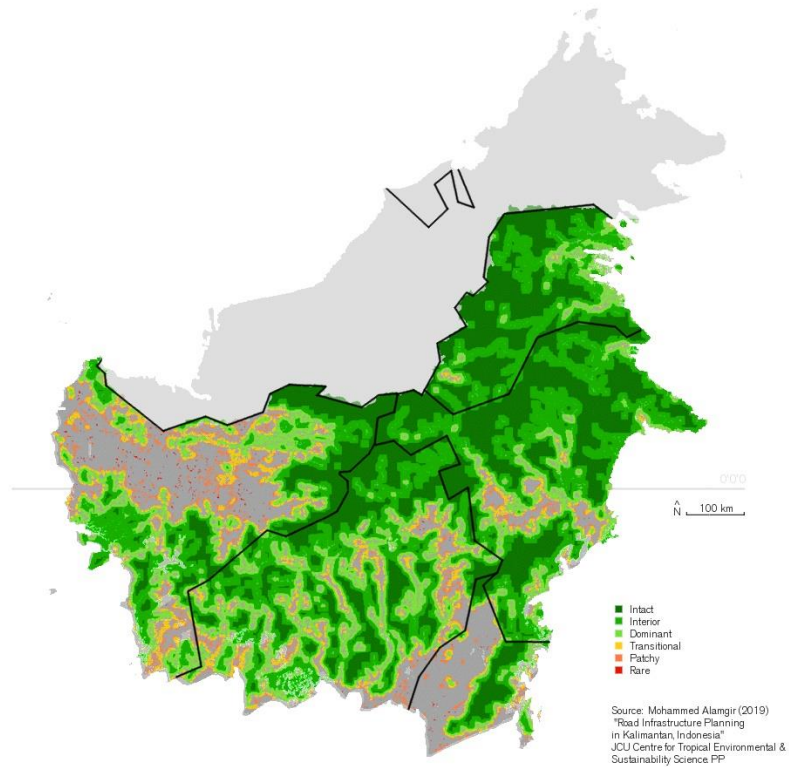 0°0'0
^
N 100 km
Intact
Interior
Dominant
Transitional
Patchy
Rare
Source: Mohammed Alamgir (2019)
"Road Infrastructure Planning
in Kalimantan, Indonesia"
JCU Centre for Tropical Environmental &
Sustainability Science. PP